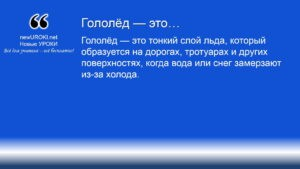 Гололёд — это…
newUROKI.net
Новые УРОКИ
Всё для учителя - всё бесплатно!
Гололёд — это тонкий слой льда, который
образуется на дорогах, тротуарах и других
поверхностях, когда вода или снег замерзают
из-за холода.